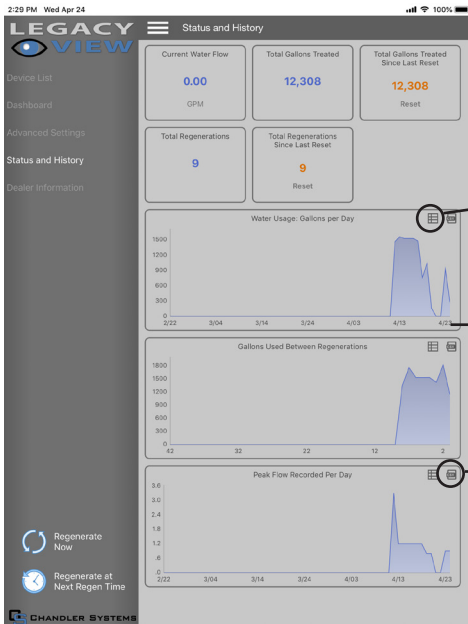 2:29 PM Wed Apr 24
100%
LEGACY
VIEW
Status and History
Device List
Dashboard
Advanced Settings
Status and History
Dealer Information
Current Water Flow
0.00
GPM
Total Gallons Treated
12,308
Total Gallons Treated
Since Last Reset
12,308
Reset
Total Regenerations
9
Total Regenerations
Since Last Reset
9
Reset
Water Usage: Gallons per Day
1500
1200
900
600
300
0
2/22 3/04 3/14 3/24 4/03 4/13 4/23
Gallons Used Between Regenerations
1800
1500
1200
900
600
300
0
42 32 22 12 2
Peak Flow Recorded Per Day
3.6
3.0
2.4
1.8
1.2
.6
.0
2/22 3/04 3/14 3/24 4/03 4/13 4/23
Regenerate
Now
Regenerate at
Next Regen Time
CHANDLER SYSTEMS